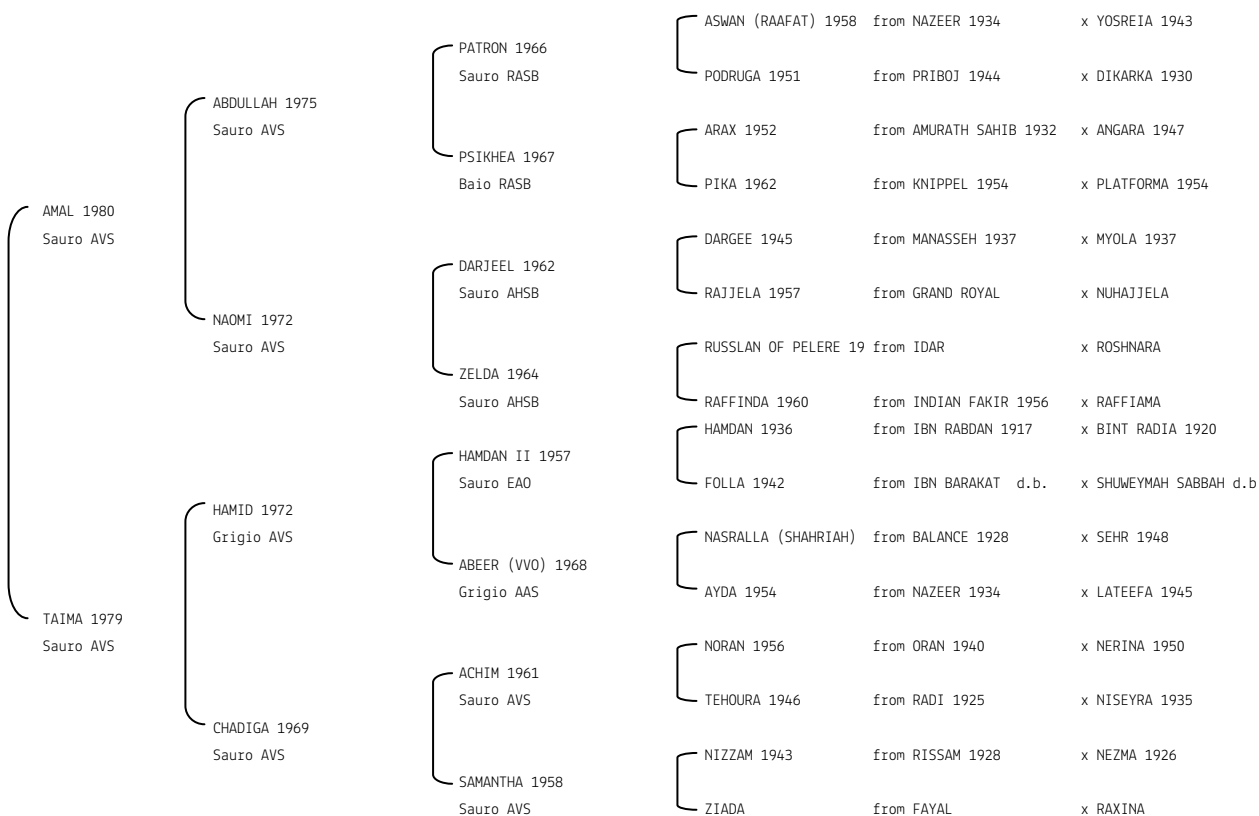 ASWAN (RAAFAT) 1958 from NAZEER 1934 x YOSREIA 1943
PATRON 1966
Sauro RASB
PODRUGA 1951 from PRIBOJ 1944 x DIKARKA 1930
ABDULLAH 1975
Sauro AVS
ARAX 1952 from AMURATH SAHIB 1932 x ANGARA 1947
PSIKHEA 1967
Baio RASB
PIKA 1962 from KNIPPEL 1954 x PLATFORMA 1954
AMAL 1980
Sauro AVS
DARGEE 1945 from MANASSEH 1937 x MYOLA 1937
DARJEEL 1962
Sauro AHSB
RAJJELA 1957 from GRAND ROYAL x NUHAJJELA
NAOMI 1972
Sauro AVS
RUSSLAN OF PELERE 19 from IDAR x ROSHNARA
ZELDA 1964
Sauro AHSB
RAFFINDA 1960 from INDIAN FAKIR 1956 x RAFFIAMA
HAMDAN 1936 from IBN RABDAN 1917 x BINT RADIA 1920
HAMDAN II 1957
Sauro EAO
FOLLA 1942 from IBN BARAKAT d.b. x SHUWEYMAH SABBAH d.b
HAMID 1972
Grigio AVS
NASRALLA (SHAHRIAH) from BALANCE 1928 x SEHR 1948
ABEER (VVO) 1968
Grigio AAS
AYDA 1954 from NAZEER 1934 x LATEEFA 1945
TAIMA 1979
Sauro AVS
NORAN 1956 from ORAN 1940 x NERINA 1950
ACHIM 1961
Sauro AVS
TEHOURA 1946 from RADI 1925 x NISEYRA 1935
CHADIGA 1969
Sauro AVS
NIZZAM 1943 from RISSAM 1928 x NEZMA 1926
SAMANTHA 1958
Sauro AVS
ZIADA from FAYAL x RAXINA